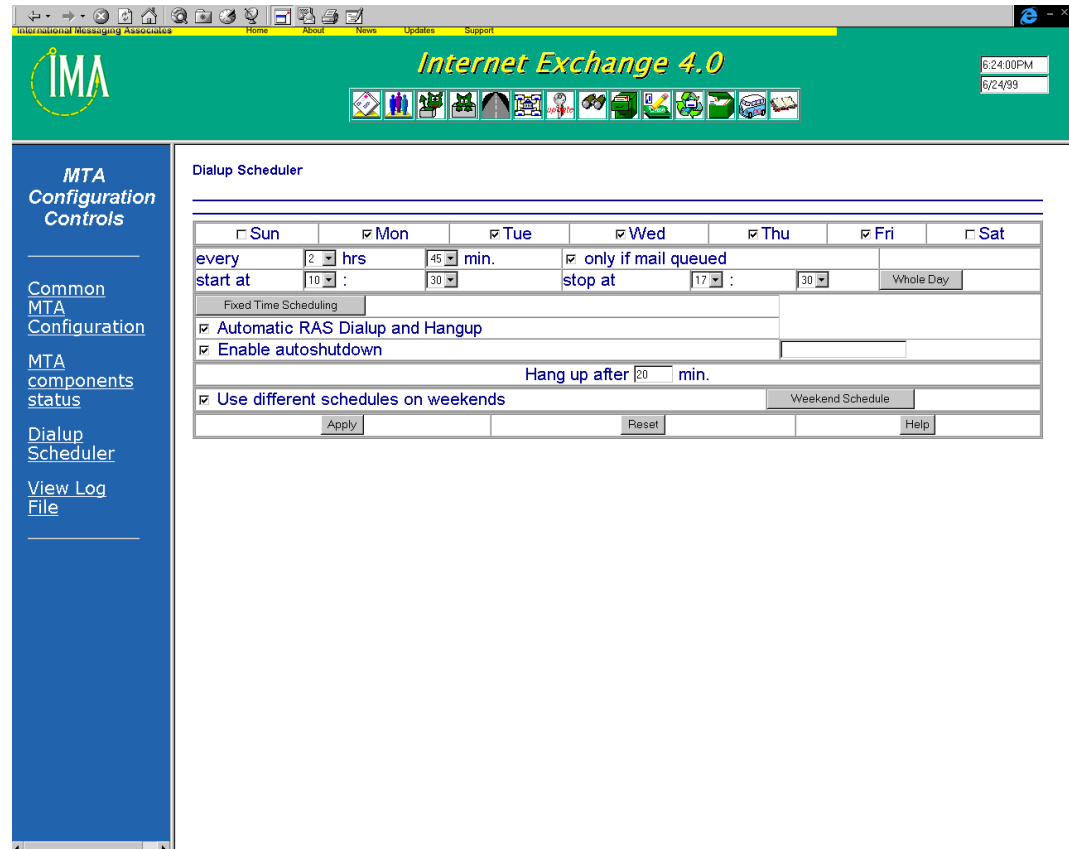 International Messaging Associates Home About News Updates Support
IMA
Internet Exchange 4.0
6:24:00PM
6/24/99
update
MTA
Configuration
Controls
Common
MTA
Configuration
MTA
components
status
Dialup
Scheduler
View Log
File
Dialup Scheduler
Sun Mon Tue Wed Thu Fri Sat
every 2 hrs 45 min. only if mail queued
start at 10 : 30 stop at 17 : 30 Whole Day
Fixed Time Scheduling
Automatic RAS Dialup and Hangup
Enable autoshutdown
Hang up after 20 min.
Use different schedules on weekends Weekend Schedule
Apply Reset Help